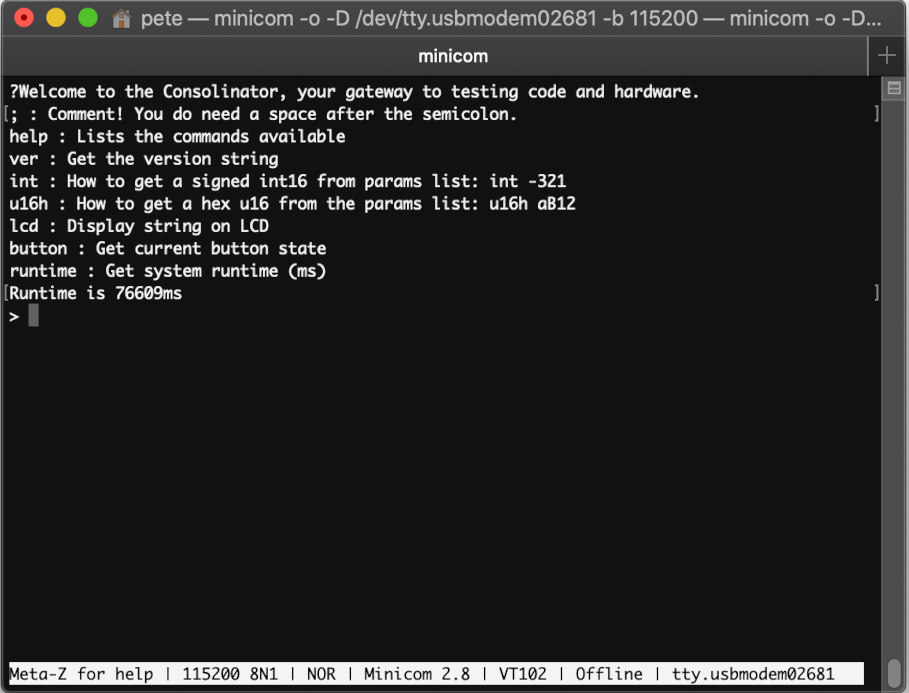 pete — minicom -o -D /dev/tty.usbmodem02681 -b 115200 — minicom -o -D...
minicom
?Welcome to the Consolinator, your gateway to testing code and hardware.
[; : Comment! You do need a space after the semicolon. ]
help : Lists the commands available
ver : Get the version string
int : How to get a signed int16 from params list: int -321
u16h : How to get a hex u16 from the params list: u16h aB12
lcd : Display string on LCD
button : Get current button state
runtime : Get system runtime (ms)
[Runtime is 76609ms ]
>
Meta-Z for help | 115200 8N1 | NOR | Minicom 2.8 | VT102 | Offline | tty.usbmodem02681